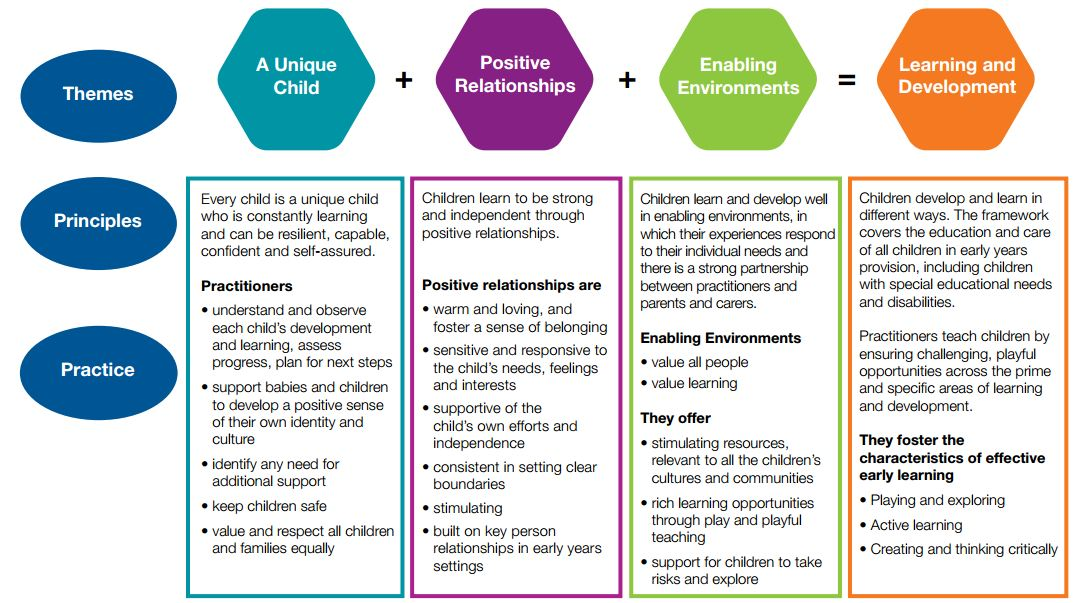 Themes
A Unique
Child
+
Positive
Relationships
+
Enabling
Environments
=
Learning and
Development
Principles
Practice
Every child is a unique child
who is constantly learning
and can be resilient, capable,
confident and self-assured.
Practitioners
• understand and observe
each child's development
and learning, assess
progress, plan for next steps
• support babies and children
to develop a positive sense
of their own identity and
culture
• identify any need for
additional support
• keep children safe
• value and respect all children
and families equally
Children learn to be strong
and independent through
positive relationships.
Positive relationships are
• warm and loving, and
foster a sense of belonging
• sensitive and responsive to
the child's needs, feelings
and interests
• supportive of the
child's own efforts and
independence
• consistent in setting clear
boundaries
• stimulating
• built on key person
relationships in early years
settings
Children learn and develop well
in enabling environments, in
which their experiences respond
to their individual needs and
there is a strong partnership
between practitioners and
parents and carers.
Enabling Environments
• value all people
• value learning
They offer
• stimulating resources,
relevant to all the children's
cultures and communities
• rich learning opportunities
through play and playful
teaching
• support for children to take
risks and explore
Children develop and learn in
different ways. The framework
covers the education and care
of all children in early years
provision, including children
with special educational needs
and disabilities.
Practitioners teach children by
ensuring challenging, playful
opportunities across the prime
and specific areas of learning
and development.
They foster the
characteristics of effective
early learning
• Playing and exploring
• Active learning
• Creating and thinking critically